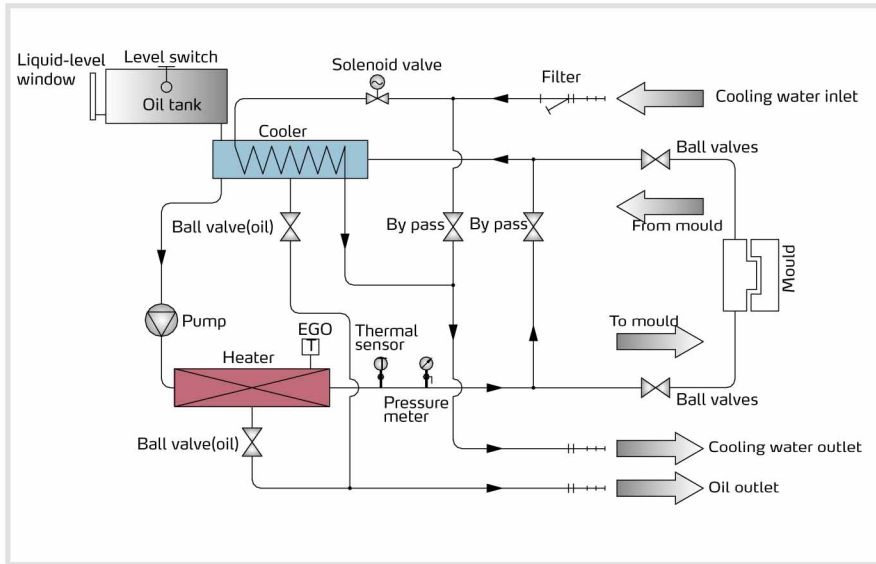 Liquid-level
window
Level switch
Oil tank
Solenoid valve
Filter
Cooling water inlet
Cooler
Ball valves
Ball valve(oil)
By pass
By pass
From mould
Mould
Pump
EGO
T
Thermal
sensor
To mould
Heater
Pressure
meter
Ball valves
Ball valve(oil)
Cooling water outlet
Oil outlet